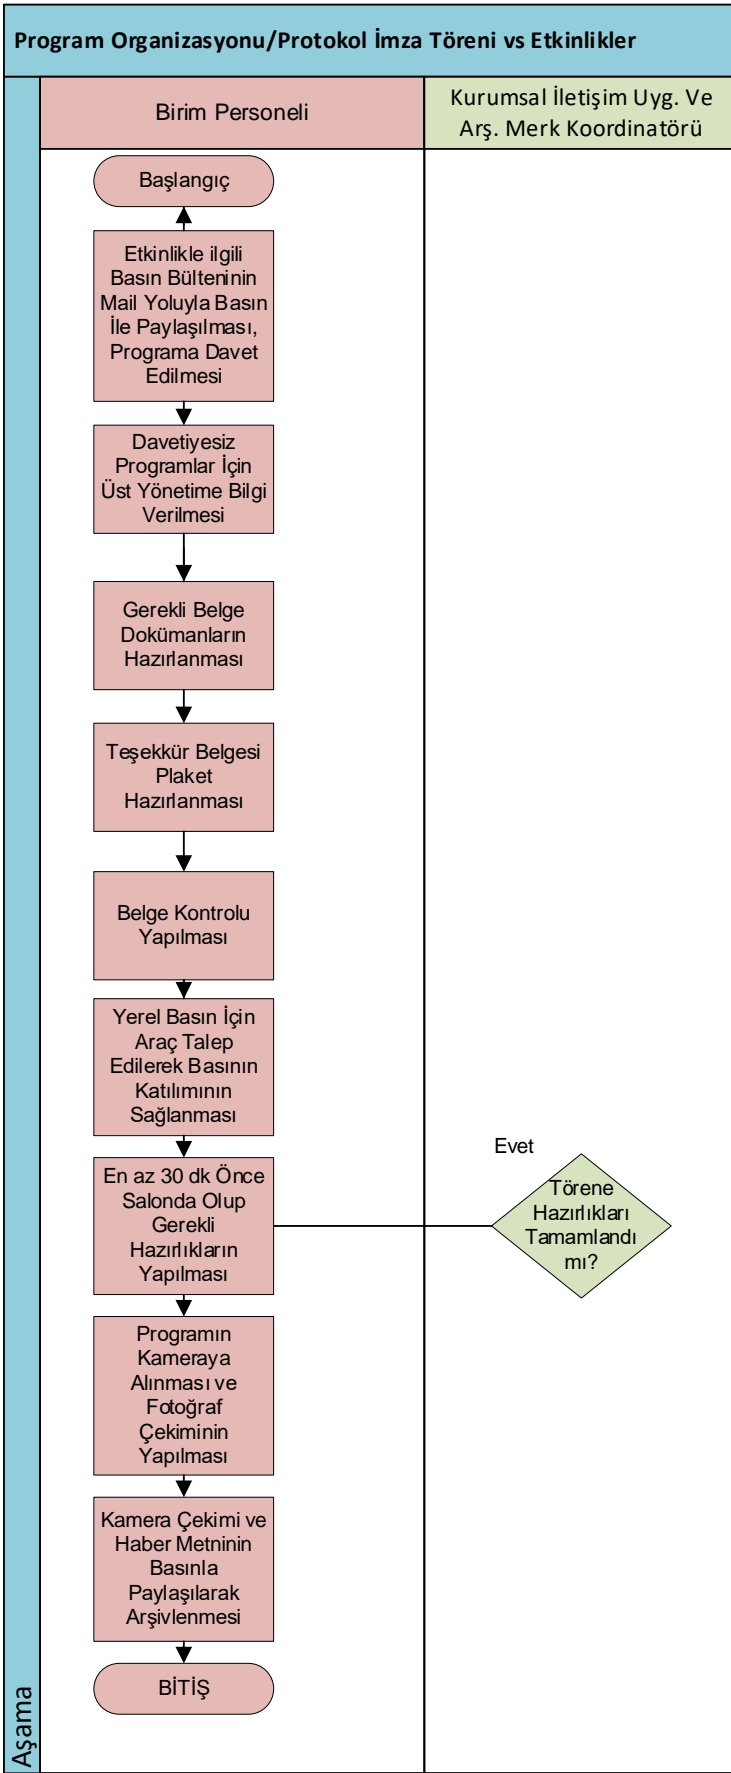 Program Organizasyonu/Protokol İmza Töreni vs Etkinlikler
Birim Personeli
Kurumsal İletişim Uyg. Ve
Arş. Merk Koordinatörü
Başlangıç
Etkinlikle ilgili
Basın Bülteninin
Mail Yoluyla Basın
İle Paylaşılması,
Programa Davet
Edilmesi
Davetiyesiz
Programlar İçin
Üst Yönetime Bilgi
Verilmesi
Gerekli Belge
Dokümanların
Hazırlanması
Teşekkür Belgesi
Plaket
Hazırlanması
Belge Kontrolu
Yapılması
Yerel Basın İçin
Araç Talep
Edilerek Basının
Katılımının
Sağlanması
En az 30 dk Önce
Salonda Olup
Gerekli
Hazırlıkların
Yapılması
Evet
Törene
Hazırlıkları
Tamamlandı
mı?
Programın
Kameraya
Alınması ve
Fotoğraf
Çekiminin
Yapılması
Kamera Çekimi ve
Haber Metninin
Basınla
Paylaşılarak
Arşivlenmesi
BİTİŞ
Aşama